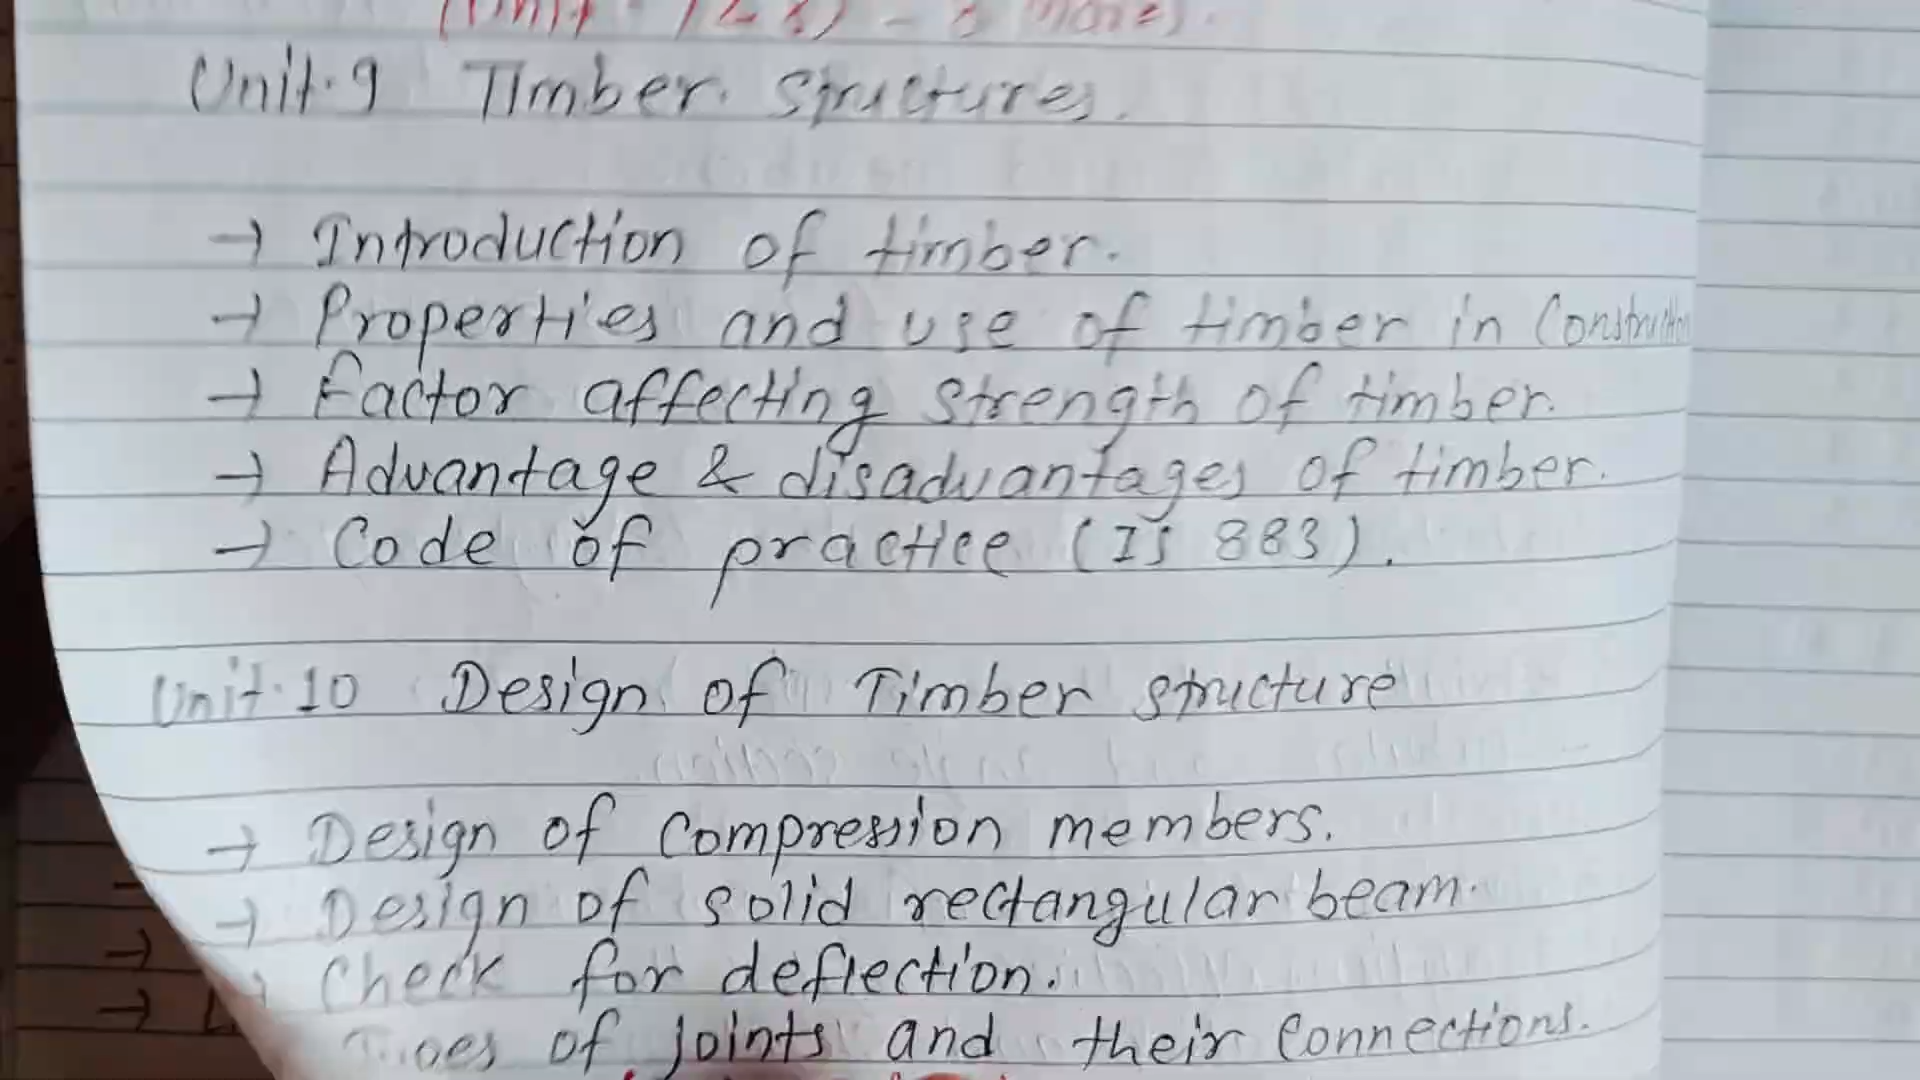 Unit. 9 Timber. Structures.
→ Introduction of timber.
→ Properties and use of timber in Construction
→ Factor affecting strength of timber.
→ Advantage & disadvantages of timber.
→ Code of practice (IS 883).
Unit. 10 Design of Timber structure
→ Design of Compression members.
→ Design of solid rectangular beam.
→ Check for deflection.
Types of joints and their Connections.